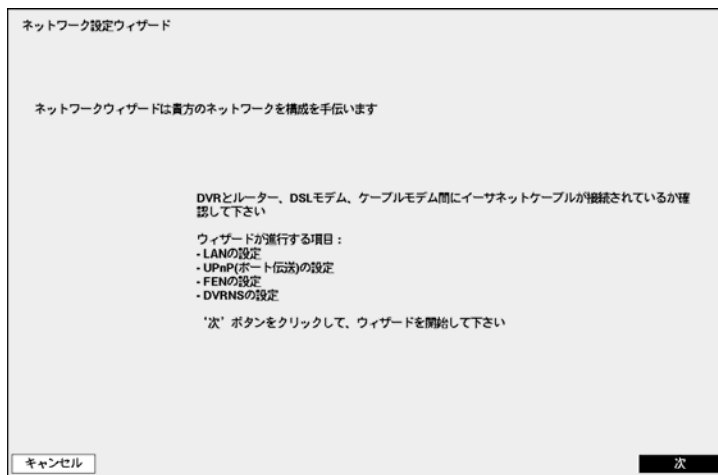 ネットワーク設定ウィザード
ネットワークウィザードは貴方のネットワークを構成を手伝います
DVRとルーター、DSLモデム、ケーブルモデム間にイーサネットケーブルが接続されているか確
認して下さい
ウィザードが進行する項目：
- LANの設定
- UPnP(ポート伝送)の設定
- FENの設定
- DVRNSの設定
‘次’ボタンをクリックして、ウィザードを開始して下さい
キャンセル
次